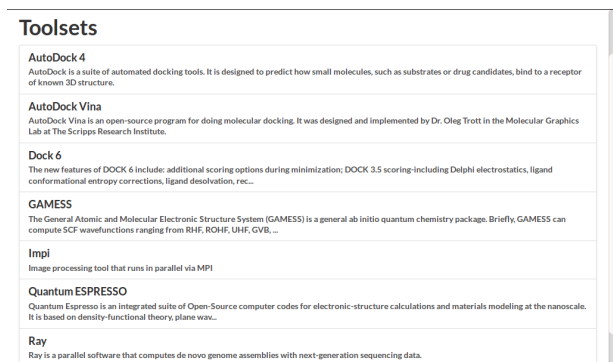 Toolsets
AutoDock 4
AutoDock is a suite of automated docking tools. It is designed to predict how small molecules, such as substrates or drug candidates, bind to a receptor
of known 3D structure.
AutoDock Vina
AutoDock Vina is an open-source program for doing molecular docking. It was designed and implemented by Dr. Oleg Trott in the Molecular Graphics
Lab at The Scripps Research Institute.
Dock 6
The new features of DOCK 6 include: additional scoring options during minimization; DOCK 3.5 scoring-including Delphi electrostatics, ligand
conformational entropy corrections, ligand desolvation, rec...
GAMESS
The General Atomic and Molecular Electronic Structure System (GAMESS) is a general ab initio quantum chemistry package. Briefly, GAMESS can
compute SCF wavefunctions ranging from RHF, ROHF, UHF, GVB, ...
Impi
Image processing tool that runs in parallel via MPI
Quantum ESPRESSO
Quantum Espresso is an integrated suite of Open-Source computer codes for electronic-structure calculations and materials modeling at the nanoscale.
It is based on density-functional theory, plane wav...
Ray
Ray is a parallel software that computes de novo genome assemblies with next-generation sequencing data.